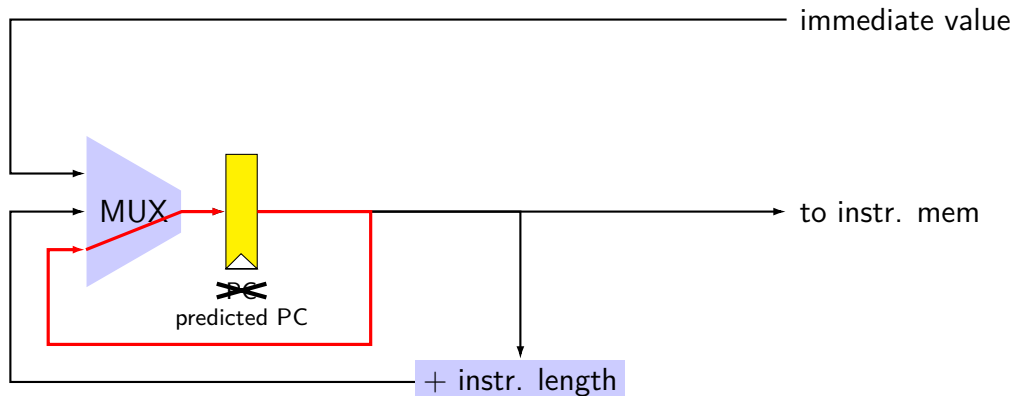 immediate value
MUX
to instr. mem
PC
predicted PC
+ instr. length